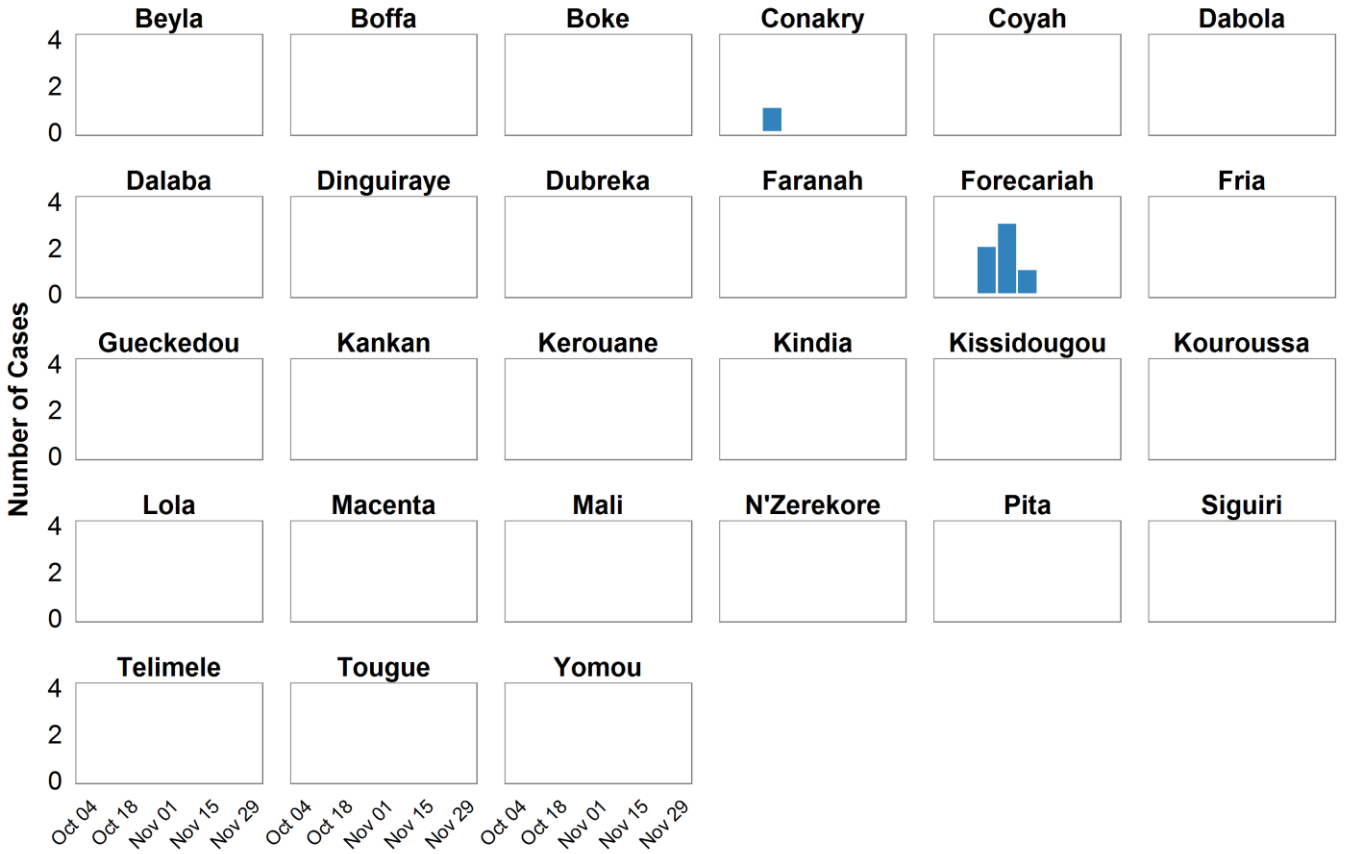 Number of Cases
Beyla Boffa Boke Conakry Coyah Dabola
4
2
0
Dalaba Dinguiraye Dubreka Faranah Forecariah Fria
4
2
0
Gueckedou Kankan Kerouane Kindia Kissidougou Kouroussa
4
2
0
Lola Macenta Mali N'Zerekore Pita Siguiri
4
2
0
Telimele Tougue Yomou
4
2
0
Oct 04 Oct 18 Nov 01 Nov 15 Nov 29 Oct 04 Oct 18 Nov 01 Nov 15 Nov 29 Oct 04 Oct 18 Nov 01 Nov 15 Nov 29